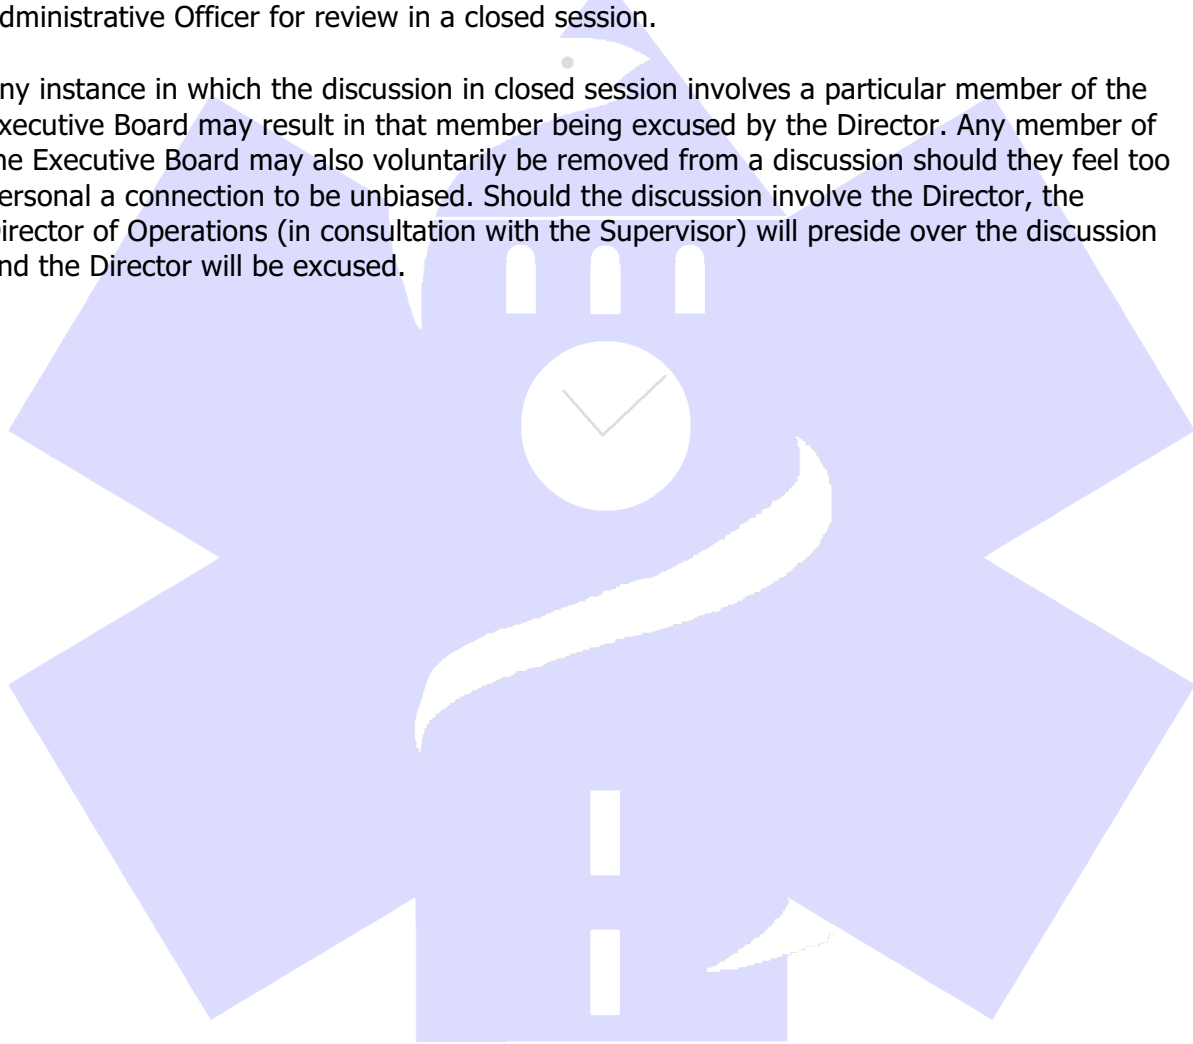 dministrative Officer for review in a closed session.
ny instance in which the discussion in closed session involves a particular member of the
xecutive Board may result in that member being excused by the Director. Any member of
he Executive Board may also voluntarily be removed from a discussion should they feel too
ersonal a connection to be unbiased. Should the discussion involve the Director, the
irector of Operations (in consultation with the Supervisor) will preside over the discussion
nd the Director will be excused.